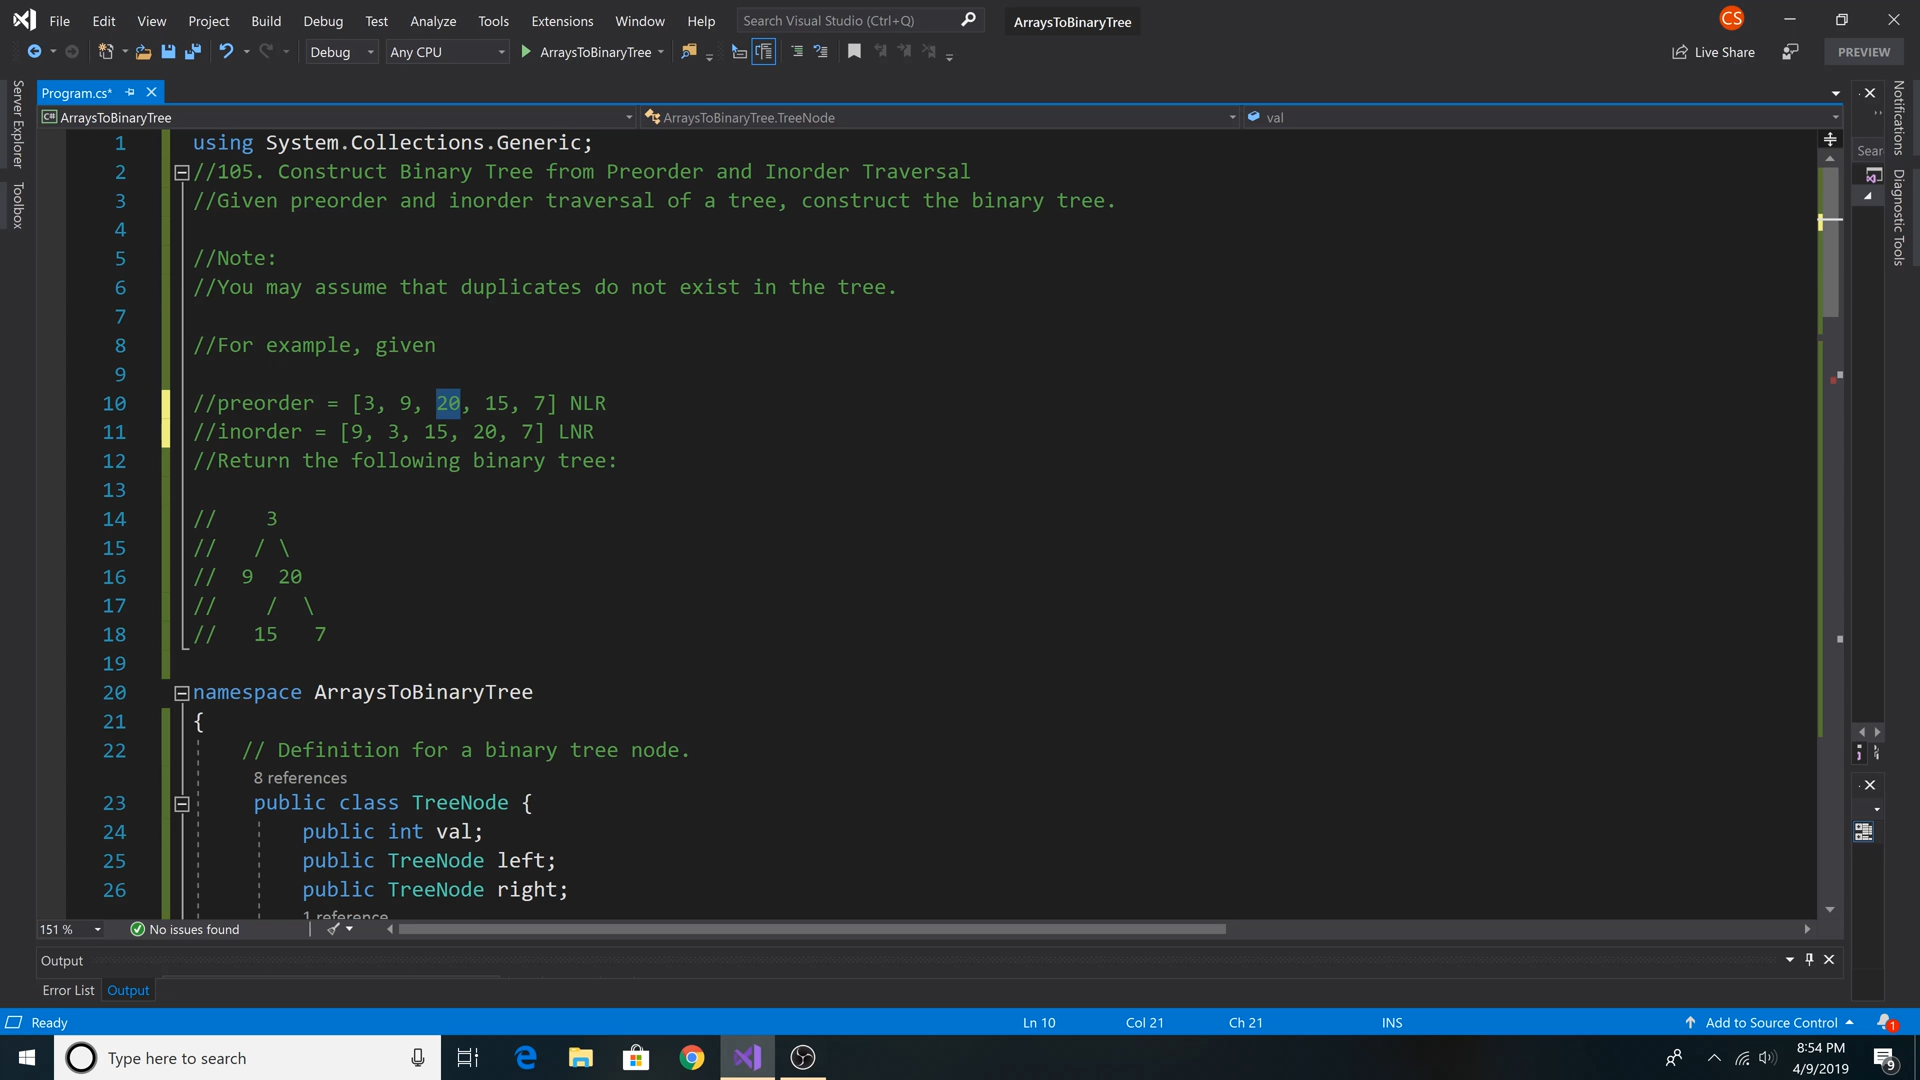 File Edit View Project Build Debug Test Analyze Tools Extensions Window Help Search Visual Studio (Ctrl+Q) ArraysToBinaryTree CS
Debug Any CPU ArraysToBinaryTree Live Share PREVIEW
Server Explorer
Toolbox
Program.cs*
ArraysToBinaryTree ArraysToBinaryTree.TreeNode val
1 using System.Collections.Generic;
2 //105. Construct Binary Tree from Preorder and Inorder Traversal
3 //Given preorder and inorder traversal of a tree, construct the binary tree.
4
5 //Note:
6 //You may assume that duplicates do not exist in the tree.
7
8 //For example, given
9
10 //preorder = [3, 9, 20, 15, 7] NLR
11 //inorder = [9, 3, 15, 20, 7] LNR
12 //Return the following binary tree:
13
14 //    3
15 //   / \
16 //  9  20
17 //    /  \
18 //   15   7
19
20 namespace ArraysToBinaryTree
21 {
22 // Definition for a binary tree node.
8 references
23 public class TreeNode {
24 public int val;
25 public TreeNode left;
26 public TreeNode right;
1 reference
Sear
Notifications
Diagnostic Tools
151 % No issues found
Output
Error List Output
Ready Ln 10 Col 21 Ch 21 INS Add to Source Control 1
Type here to search 8:54 PM
4/9/2019 9